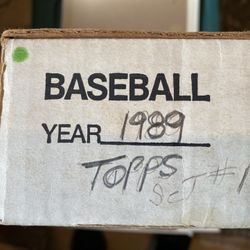 BASEBALL
YEAR 1989
TOPPS
SET #1